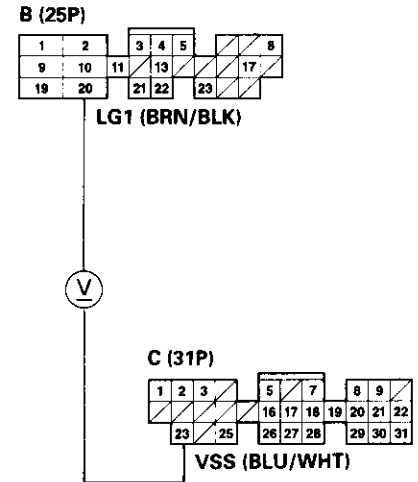 B (25P)
1 2 3 4 5 8
9 10 11 13 17
19 20 21 22 23
LG1 (BRN/BLK)
V
C (31P)
1 2 3 5 7 8 9
16 17 18 19 20 21 22
23 25 26 27 28 29 30 31
VSS (BLU/WHT)